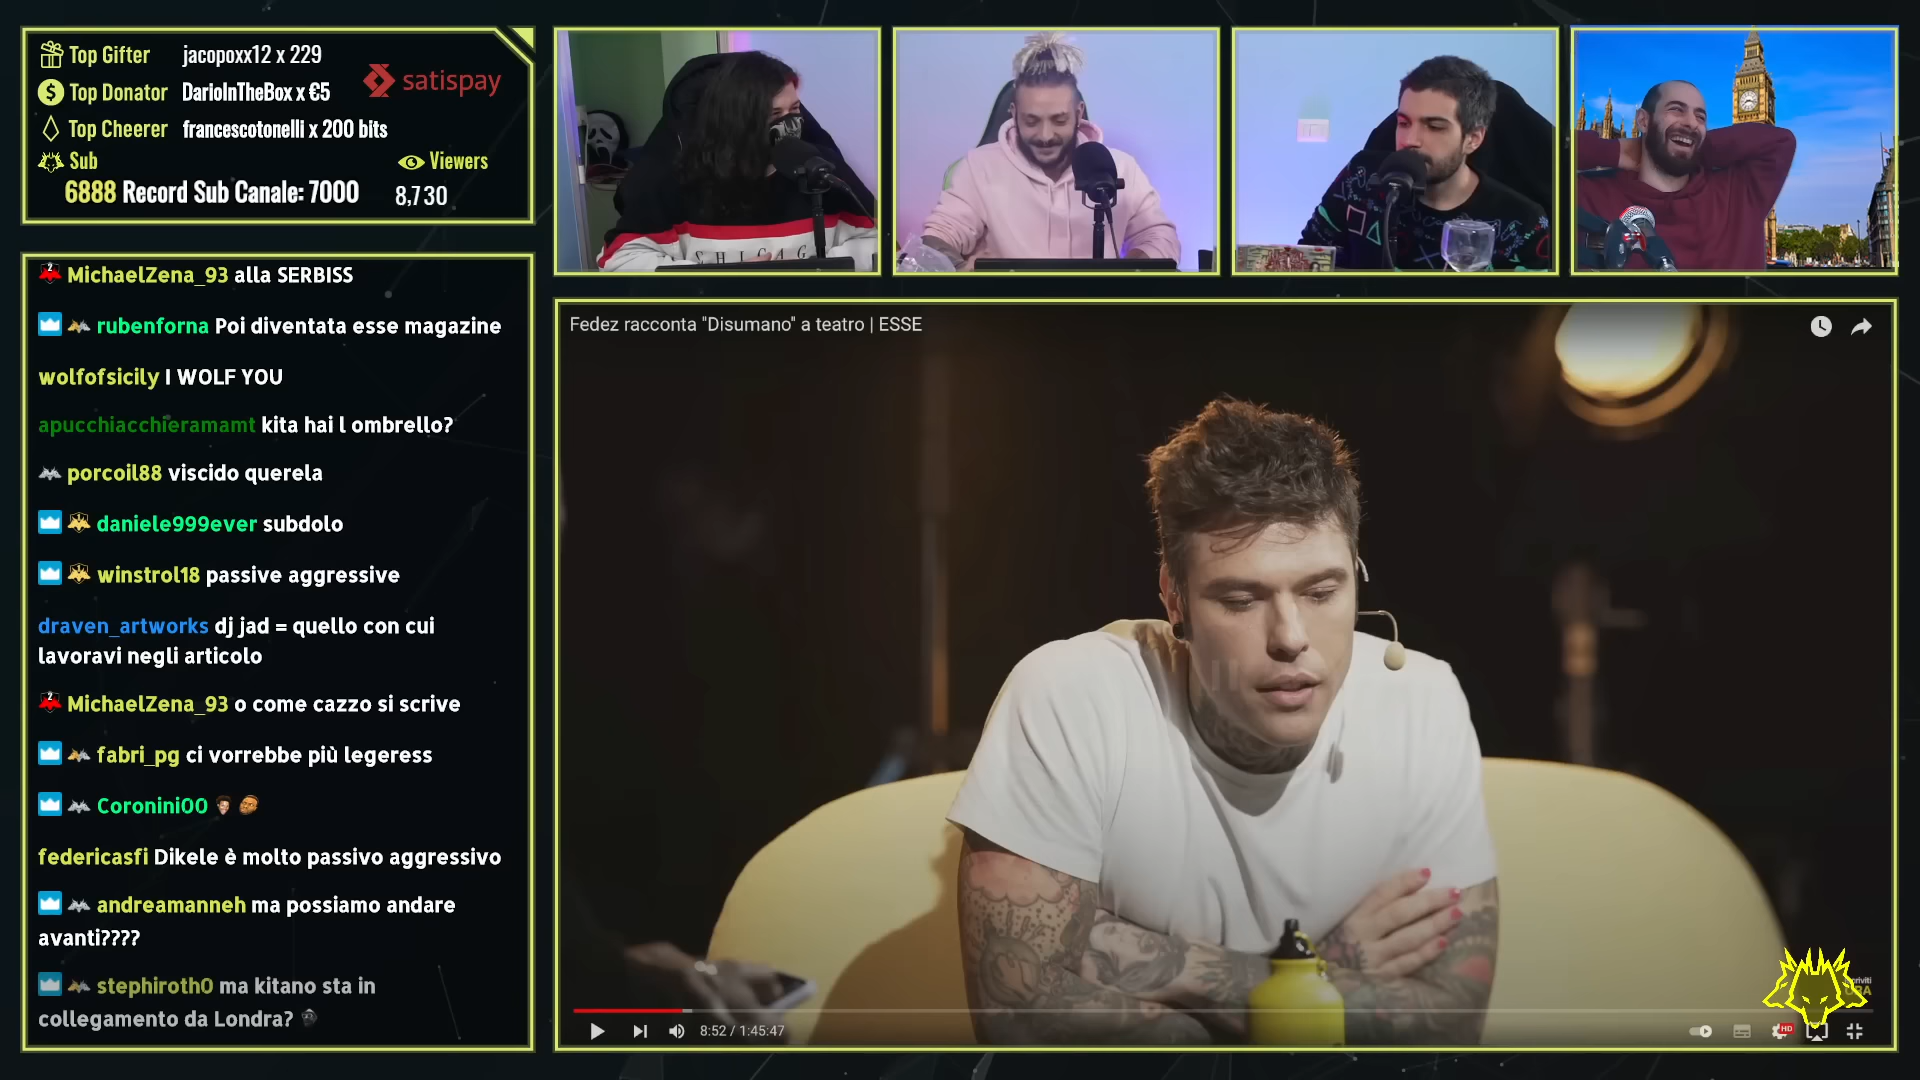 Top Gifter jacopoxx12 x 229
satispay
Top Donator DarioInTheBox x €5
Top Cheerer francescotonelli x 200 bits
Sub
Viewers
6888 Record Sub Canale: 7000
8,730
MichaelZena_93 alla SERBISS
rubenforna Poi diventata esse magazine
wolfofsicily I WOLF YOU
apucchiacchieramamt kita hai l ombrello?
porcoil88 viscido querela
daniele999ever subdolo
winstrol18 passive aggressive
draven_artworks dj jad = quello con cui
lavoravi negli articolo
MichaelZena_93 o come cazzo si scrive
fabri_pg ci vorrebbe più legeress
Coronini00
federicasfi Dikele è molto passivo aggressivo
andreamanneh ma possiamo andare
avanti????
stephiroth0 ma kitano sta in
collegamento da Londra?
CHICAG
Fedez racconta "Disumano" a teatro | ESSE
8:52 / 1:45:47
HD